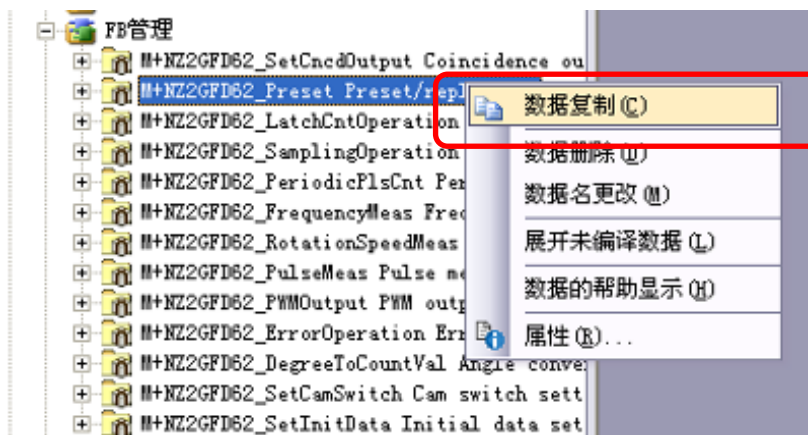 FB管理
M+NZ2GFD62_SetCncdOutput Coincidence ou
M+NZ2GFD62_Preset Preset/repl
数据复制(C)
M+NZ2GFD62_LatchCntOperation
M+NZ2GFD62_SamplingOperation
数据删除(D)
M+NZ2GFD62_PeriodicPlsCnt Per
数据名更改(M)
M+NZ2GFD62_FrequencyMeas Freq
M+NZ2GFD62_RotationSpeedMeas
展开未编译数据(L)
M+NZ2GFD62_PulseMeas Pulse me
数据的帮助显示(H)
M+NZ2GFD62_PWMOutput PWM outp
M+NZ2GFD62_ErrorOperation Err
属性(R)...
M+NZ2GFD62_DegreeToCountVal Angle conve
M+NZ2GFD62_SetCamSwitch Cam switch sett
M+NZ2GFD62_SetInitData Initial data set